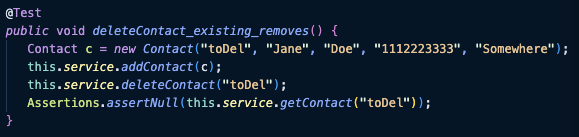 @Test
public void deleteContact_existing_removes() {
Contact c = new Contact("toDel", "Jane", "Doe", "1112223333", "Somewhere");
this.service.addContact(c);
this.service.deleteContact("toDel");
Assertions.assertNull(this.service.getContact("toDel"));
}